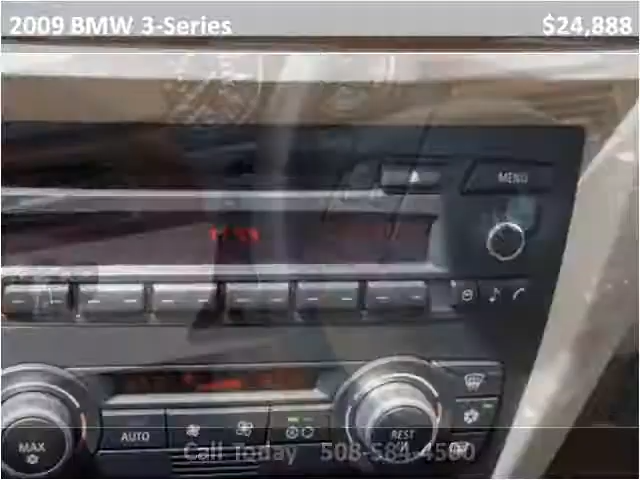 2009 BMW 3-Series $24,888
MENU
AUTO
REST
MAX
Call Today 508-584-4500